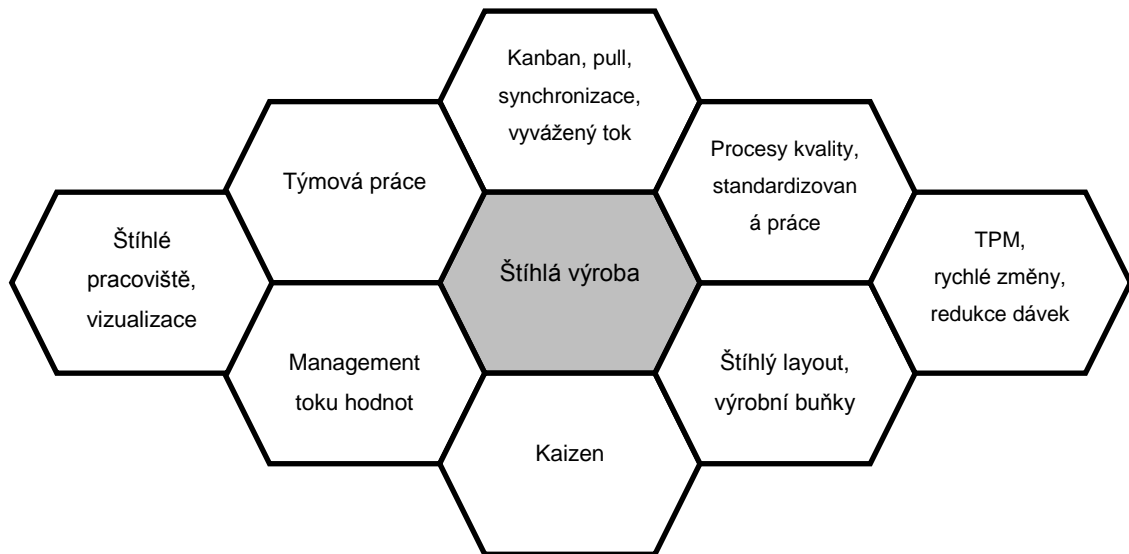 Kanban, pull,
synchronizace,
vyvážený tok
Týmová práce
Procesy kvality,
standardizovan
á práce
Štíhlé
pracoviště,
vizualizace
Štíhlá výroba
TPM,
rychlé změny,
redukce dávek
Management
toku hodnot
Štíhlý layout,
výrobní buňky
Kaizen